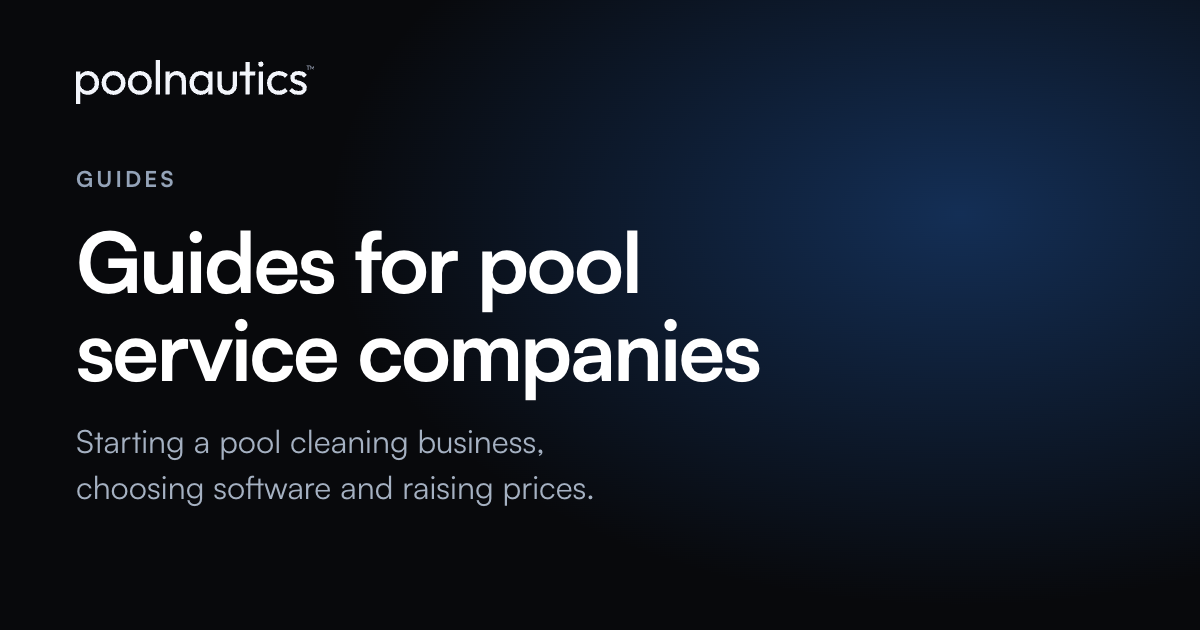 poolnautics™
GUIDES
Guides for pool
service companies
Starting a pool cleaning business,
choosing software and raising prices.